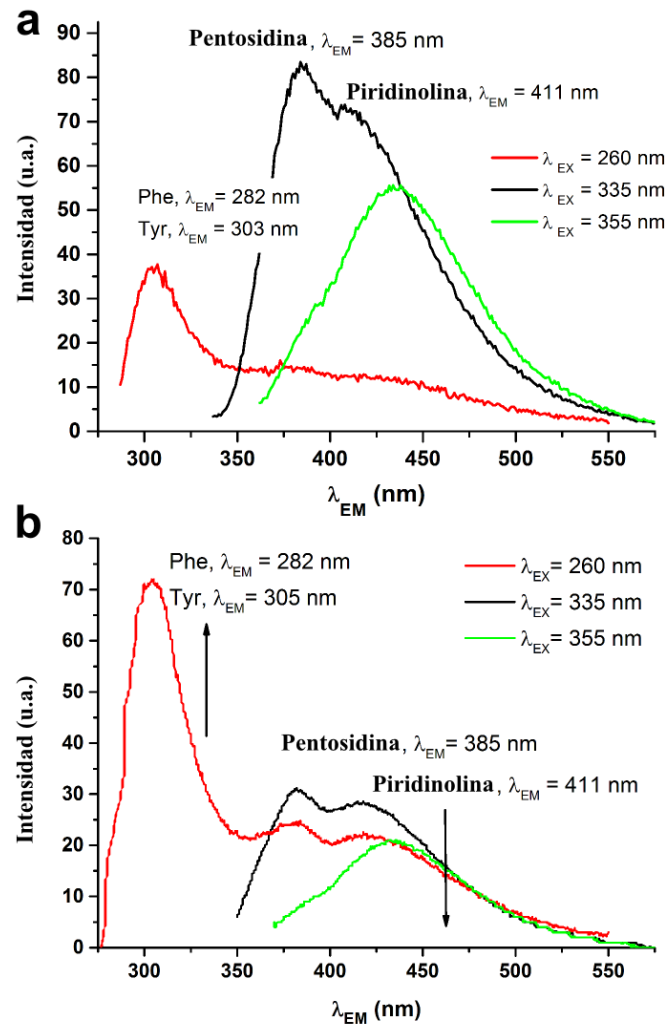 a
Pentosidina, λEM = 385 nm
Piridinolina, λEM = 411 nm
λ EX = 260 nm
λ EX = 335 nm
λ EX = 355 nm
Phe, λEM = 282 nm
Tyr, λEM = 303 nm
Intensidad (u.a.)
90
80
70
60
50
40
30
20
10
0
300 350 400 450 500 550
λEM (nm)
b
Phe, λEM = 282 nm
Tyr, λEM = 305 nm
λEX= 260 nm
λEX= 335 nm
λEX= 355 nm
Pentosidina, λEM= 385 nm
Piridinolina, λEM = 411 nm
Intensidad (u.a.)
80
70
60
50
40
30
20
10
0
300 350 400 450 500 550
λEM (nm)